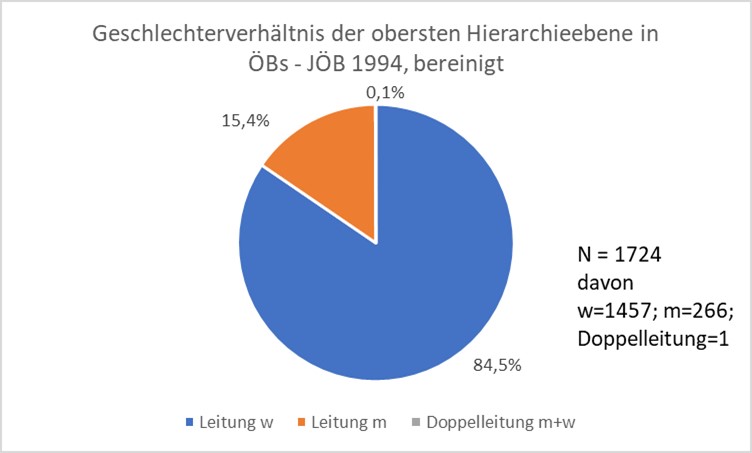 Geschlechterverhältnis der obersten Hierarchieebene in
ÖBs - JÖB 1994, bereinigt
0,1%
15,4%
N = 1724
davon
w=1457; m=266;
Doppelleitung=1
84,5%
Leitung w Leitung m Doppelleitung m+w